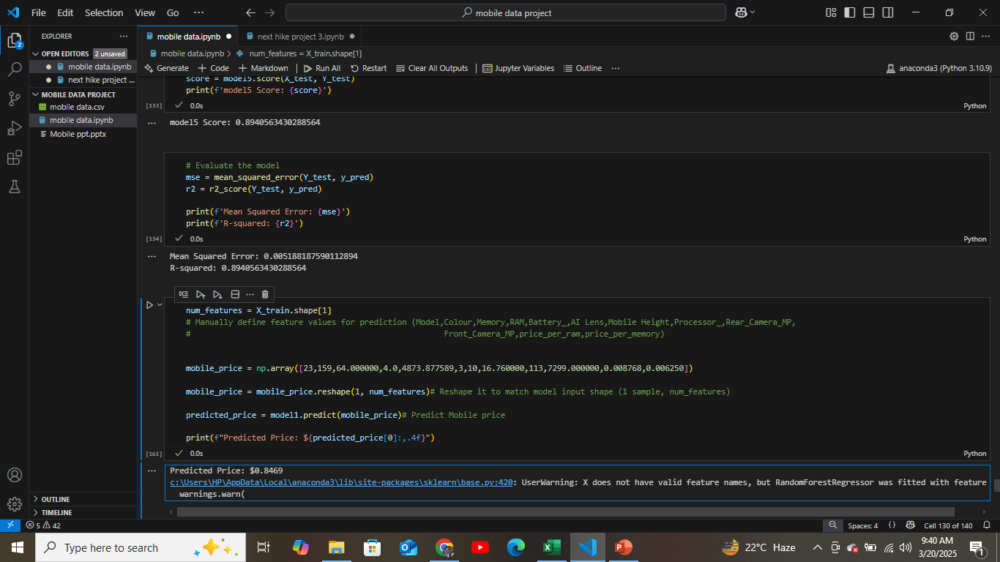 File Edit Selection View Go ··· mobile data project
EXPLORER ···
mobile data.ipynb next hike project 3.ipynb ···
OPEN EDITORS 2 unsaved
mobile data.ipynb > num_features = X_train.shape[1]
mobile data.ipynb
next hike project ...
Generate + Code + Markdown Run All Restart Clear All Outputs Jupyter Variables Outline ··· anaconda3 (Python 3.10.9)
MOBILE DATA PROJECT
mobile data.csv
mobile data.ipynb
Mobile ppt.pptx
2
score = model5.score(X_test, Y_test)
print(f'model5 Score: {score}')
[133] 0.0s Python
model5 Score: 0.8940563430288564
# Evaluate the model
mse = mean_squared_error(Y_test, y_pred)
r2 = r2_score(Y_test, y_pred)
print(f'Mean Squared Error: {mse}')
print(f'R-squared: {r2}')
[134] 0.0s Python
Mean Squared Error: 0.005188187590112894
R-squared: 0.8940563430288564
num_features = X_train.shape[1]
# Manually define feature values for prediction (Model,Colour,Memory,RAM,Battery_,AI Lens,Mobile Height,Processor_,Rear_Camera_MP,
# Front_Camera_MP,price_per_ram,price_per_memory)
mobile_price = np.array([23,159,64.000000,4.0,4873.877589,3,10,16.760000,113,7299.000000,0.008768,0.006250])
mobile_price = mobile_price.reshape(1, num_features)# Reshape it to match model input shape (1 sample, num_features)
predicted_price = model1.predict(mobile_price)# Predict Mobile price
print(f"Predicted Price: ${predicted_price[0]:,.4f}")
[161] 0.0s Python
Predicted Price: $0.8469
c:\Users\HP\AppData\Local\anaconda3\lib\site-packages\sklearn\base.py:420: UserWarning: X does not have valid feature names, but RandomForestRegressor was fitted with feature
warnings.warn(
OUTLINE
TIMELINE
5 42 Spaces: 4 {} Cell 130 of 140
Type here to search 22°C Haze 9:40 AM
3/20/2025
1